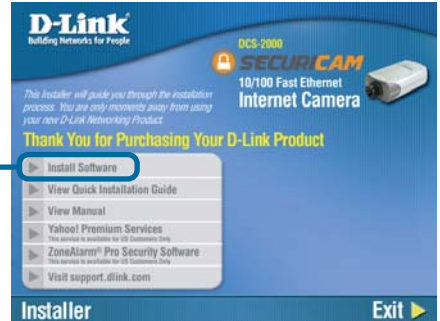 D-Link
Building Networks for People
DCS-2000
SECURICAM
10/100 Fast Ethernet
Internet Camera
This Installer will guide you through the installation
process. You are only moments away from using
your new D-Link Networking Product.
Thank You for Purchasing Your D-Link Product
Install Software
View Quick Installation Guide
View Manual
Yahoo! Premium Services
This service is available for US Customers Only
ZoneAlarm® Pro Security Software
This service is available for US Customers Only
Visit support.dlink.com
Installer
Exit